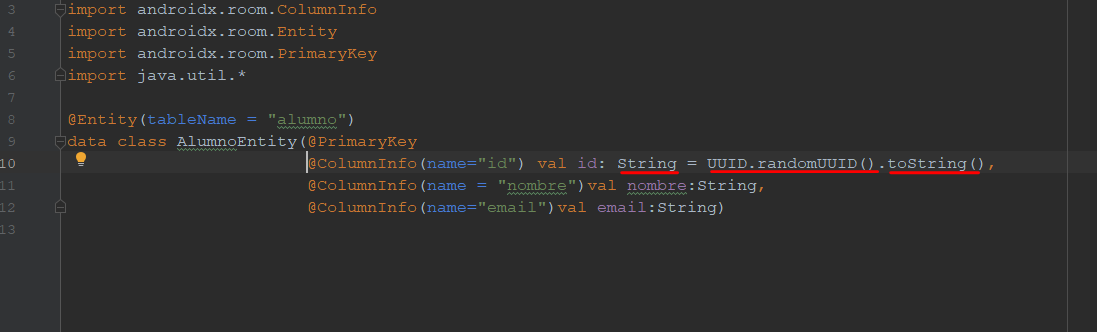 3 import androidx.room.ColumnInfo
4 import androidx.room.Entity
5 import androidx.room.PrimaryKey
6 import java.util.*
7
8 @Entity(tableName = "alumno")
9 data class AlumnoEntity(@PrimaryKey
10 @ColumnInfo(name="id") val id: String = UUID.randomUUID().toString(),
11 @ColumnInfo(name = "nombre")val nombre:String,
12 @ColumnInfo(name="email")val email:String)
13